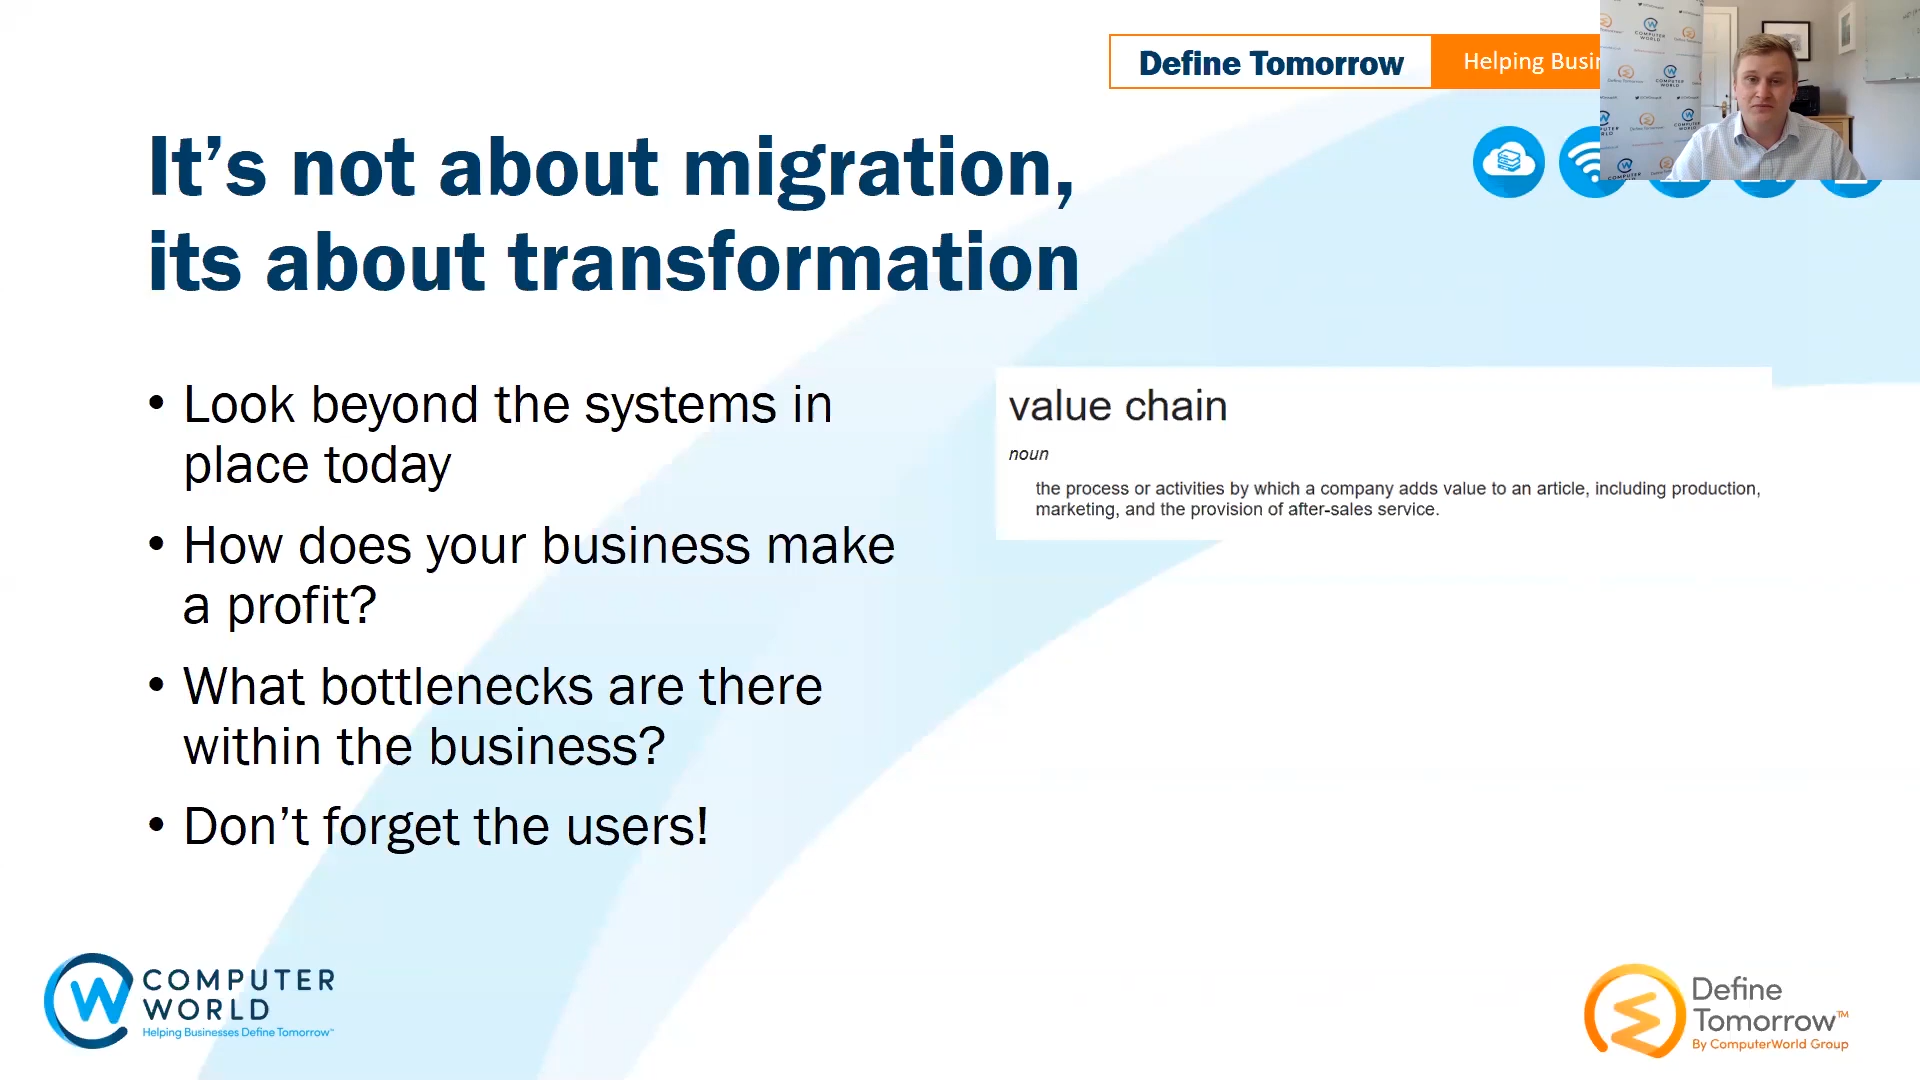 Define Tomorrow
Helping Busi
It’s not about migration,
its about transformation
• Look beyond the systems in
place today
• How does your business make
a profit?
• What bottlenecks are there
within the business?
• Don’t forget the users!
value chain
noun
the process or activities by which a company adds value to an article, including production,
marketing, and the provision of after-sales service.
COMPUTER
WORLD
Helping Businesses Define Tomorrow™
Define
Tomorrow™
By ComputerWorld Group